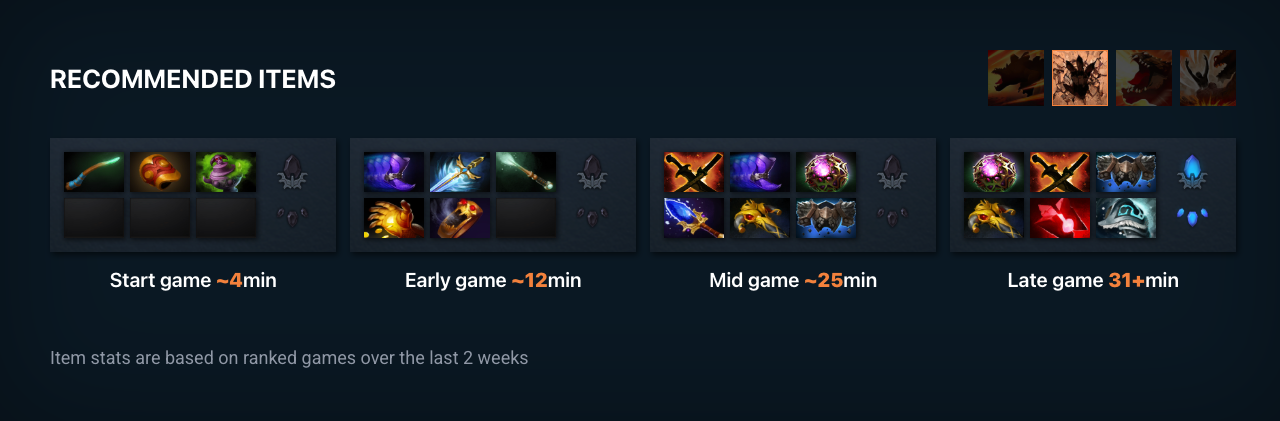 RECOMMENDED ITEMS
Start game ~4min
Early game ~12min
Mid game ~25min
Late game 31+min
Item stats are based on ranked games over the last 2 weeks